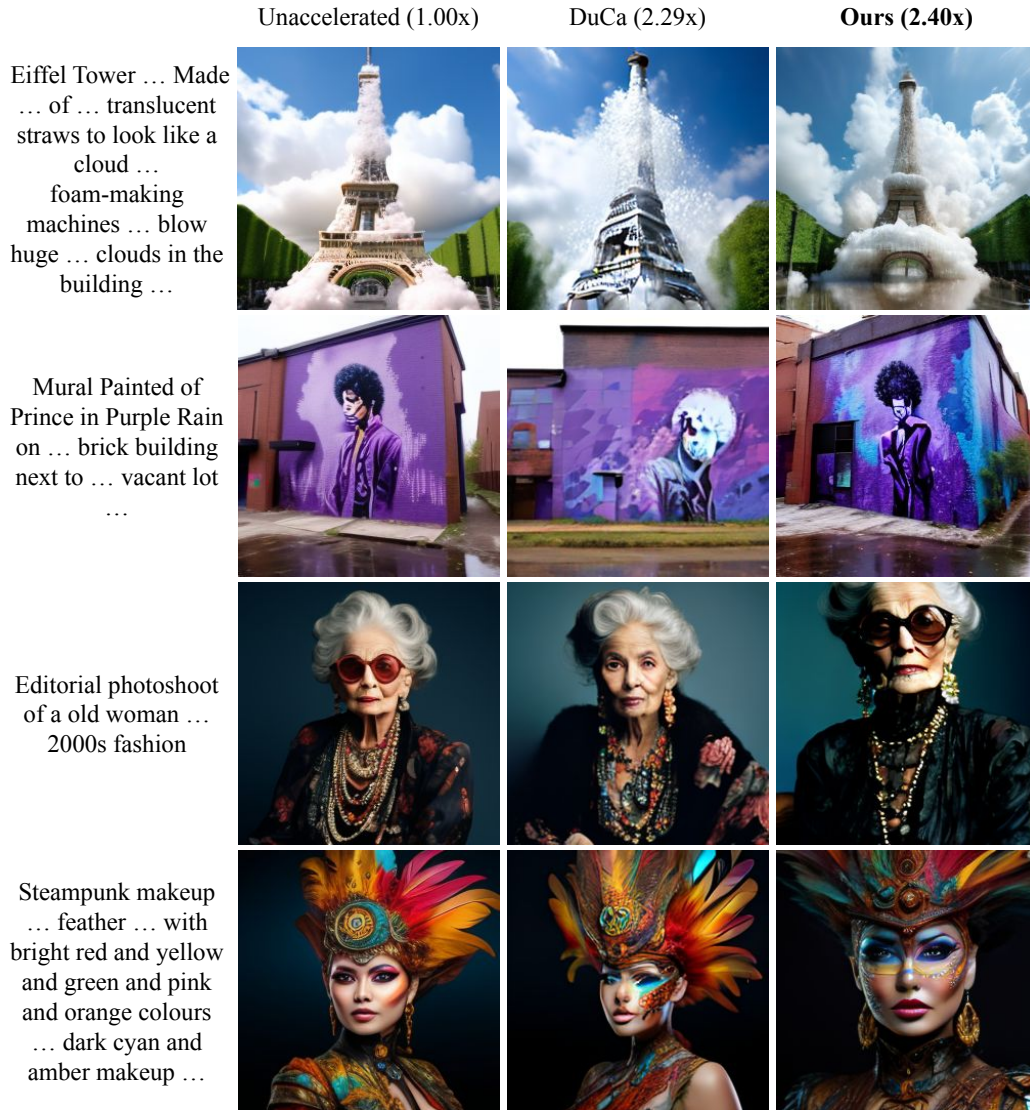 Unaccelerated (1.00x) DuCa (2.29x) Ours (2.40x)
Eiffel Tower … Made
… of … translucent
straws to look like a
cloud …
foam-making
machines … blow
huge … clouds in the
building …
Mural Painted of
Prince in Purple Rain
on … brick building
next to … vacant lot
…
Editorial photoshoot
of a old woman …
2000s fashion
Steampunk makeup
… feather … with
bright red and yellow
and green and pink
and orange colours
… dark cyan and
amber makeup …